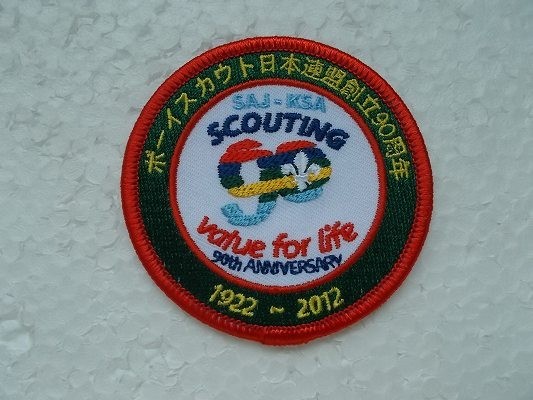 ボーイスカウト日本連盟創立90周年
SAJ - KSA
SCOUTING
90
value for life
90th ANNIVERSARY
1922 ~ 2012